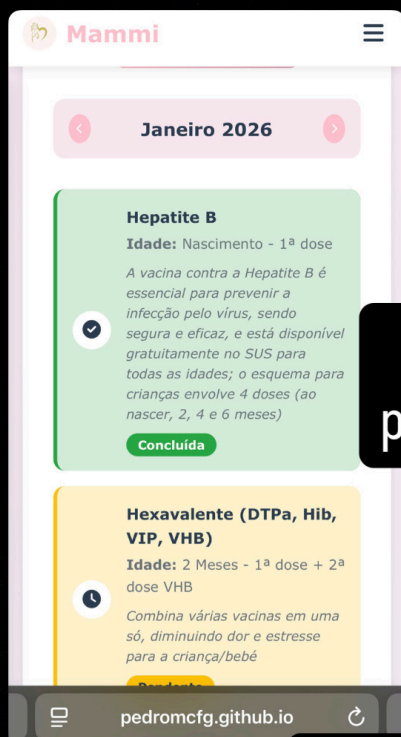 Mammi
Janeiro 2026
Hepatite B
Idade: Nascimento - 1ª dose
A vacina contra a Hepatite B é
essencial para prevenir a
infecção pelo vírus, sendo
segura e eficaz, e está disponível
gratuitamente no SUS para
todas as idades; o esquema para
crianças envolve 4 doses (ao
nascer, 2, 4 e 6 meses)
Concluída
p
Hexavalente (DTPa, Hib,
VIP, VHB)
Idade: 2 Meses - 1ª dose + 2ª
dose VHB
Combina várias vacinas em uma
só, diminuindo dor e estresse
para a criança/bebé
Pendente
pedromcfg.github.io